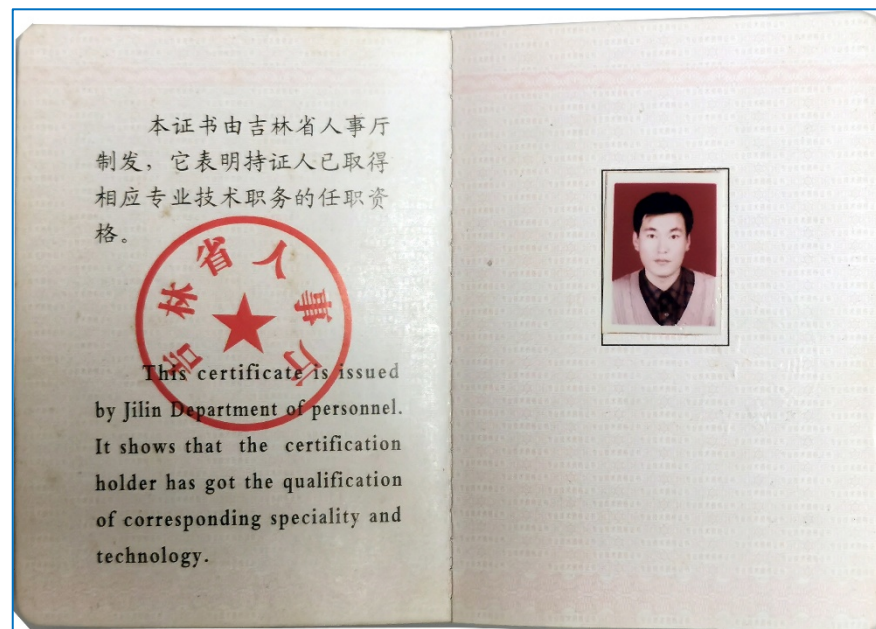 本证书由吉林省人事厅
制发，它表明持证人已取得
相应专业技术职务的任职资
格。
吉林省人事厅
This certificate is issued
by Jilin Department of personnel.
It shows that the certification
holder has got the qualification
of corresponding speciality and
technology.